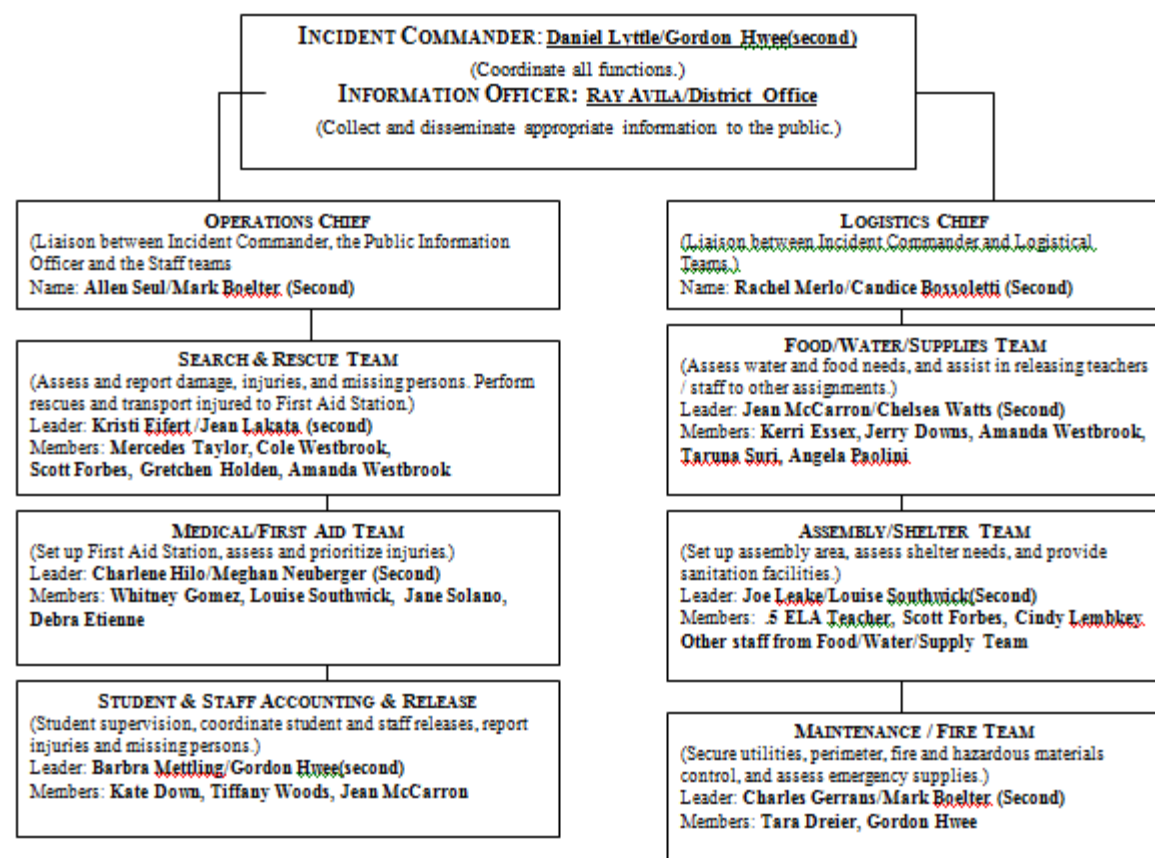 INCIDENT COMMANDER: Daniel Lyttle/Gordon Hwee(second)
(Coordinate all functions.)
INFORMATION OFFICER: RAY AVILA/District Office
(Collect and disseminate appropriate information to the public.)
OPERATIONS CHIEF
(Liaison between Incident Commander, the Public Information
Officer and the Staff teams
Name: Allen Seul/Mark Boelter (Second)
SEARCH & RESCUE TEAM
(Assess and report damage, injuries, and missing persons. Perform
rescues and transport injured to First Aid Station.)
Leader: Kristi Eifert/Jean Lakata (second)
Members: Mercedes Taylor, Cole Westbrook,
Scott Forbes, Gretchen Holden, Amanda Westbrook
MEDICAL/FIRST AID TEAM
(Set up First Aid Station, assess and prioritize injuries.)
Leader: Charlene Hilo/Meghan Neuberger (Second)
Members: Whitney Gomez, Louise Southwick, Jane Solano,
Debra Etienne
STUDENT & STAFF ACCOUNTING & RELEASE
(Student supervision, coordinate student and staff releases, report
injuries and missing persons.)
Leader: Barbra Mettling/Gordon Hwee(second)
Members: Kate Down, Tiffany Woods, Jean McCarron
LOGISTICS CHIEF
(Liaison between Incident Commander and Logistical
Teams.)
Name: Rachel Merlo/Candice Bossoletti (Second)
FOOD/WATER/SUPPLIES TEAM
(Assess water and food needs, and assist in releasing teachers
/ staff to other assignments.)
Leader: Jean McCarron/Chelsea Watts (Second)
Members: Kerri Essex, Jerry Downs, Amanda Westbrook,
Taruna Suri, Angela Paolini
ASSEMBLY/SHELTER TEAM
(Set up assembly area, assess shelter needs, and provide
sanitation facilities.)
Leader: Joe Leake/Louise Southwick(Second)
Members: .5 ELA Teacher, Scott Forbes, Cindy Lembkey
Other staff from Food/Water/Supply Team
MAINTENANCE / FIRE TEAM
(Secure utilities, perimeter, fire and hazardous materials
control, and assess emergency supplies.)
Leader: Charles Gerrans/Mark Boelter (Second)
Members: Tara Dreier, Gordon Hwee